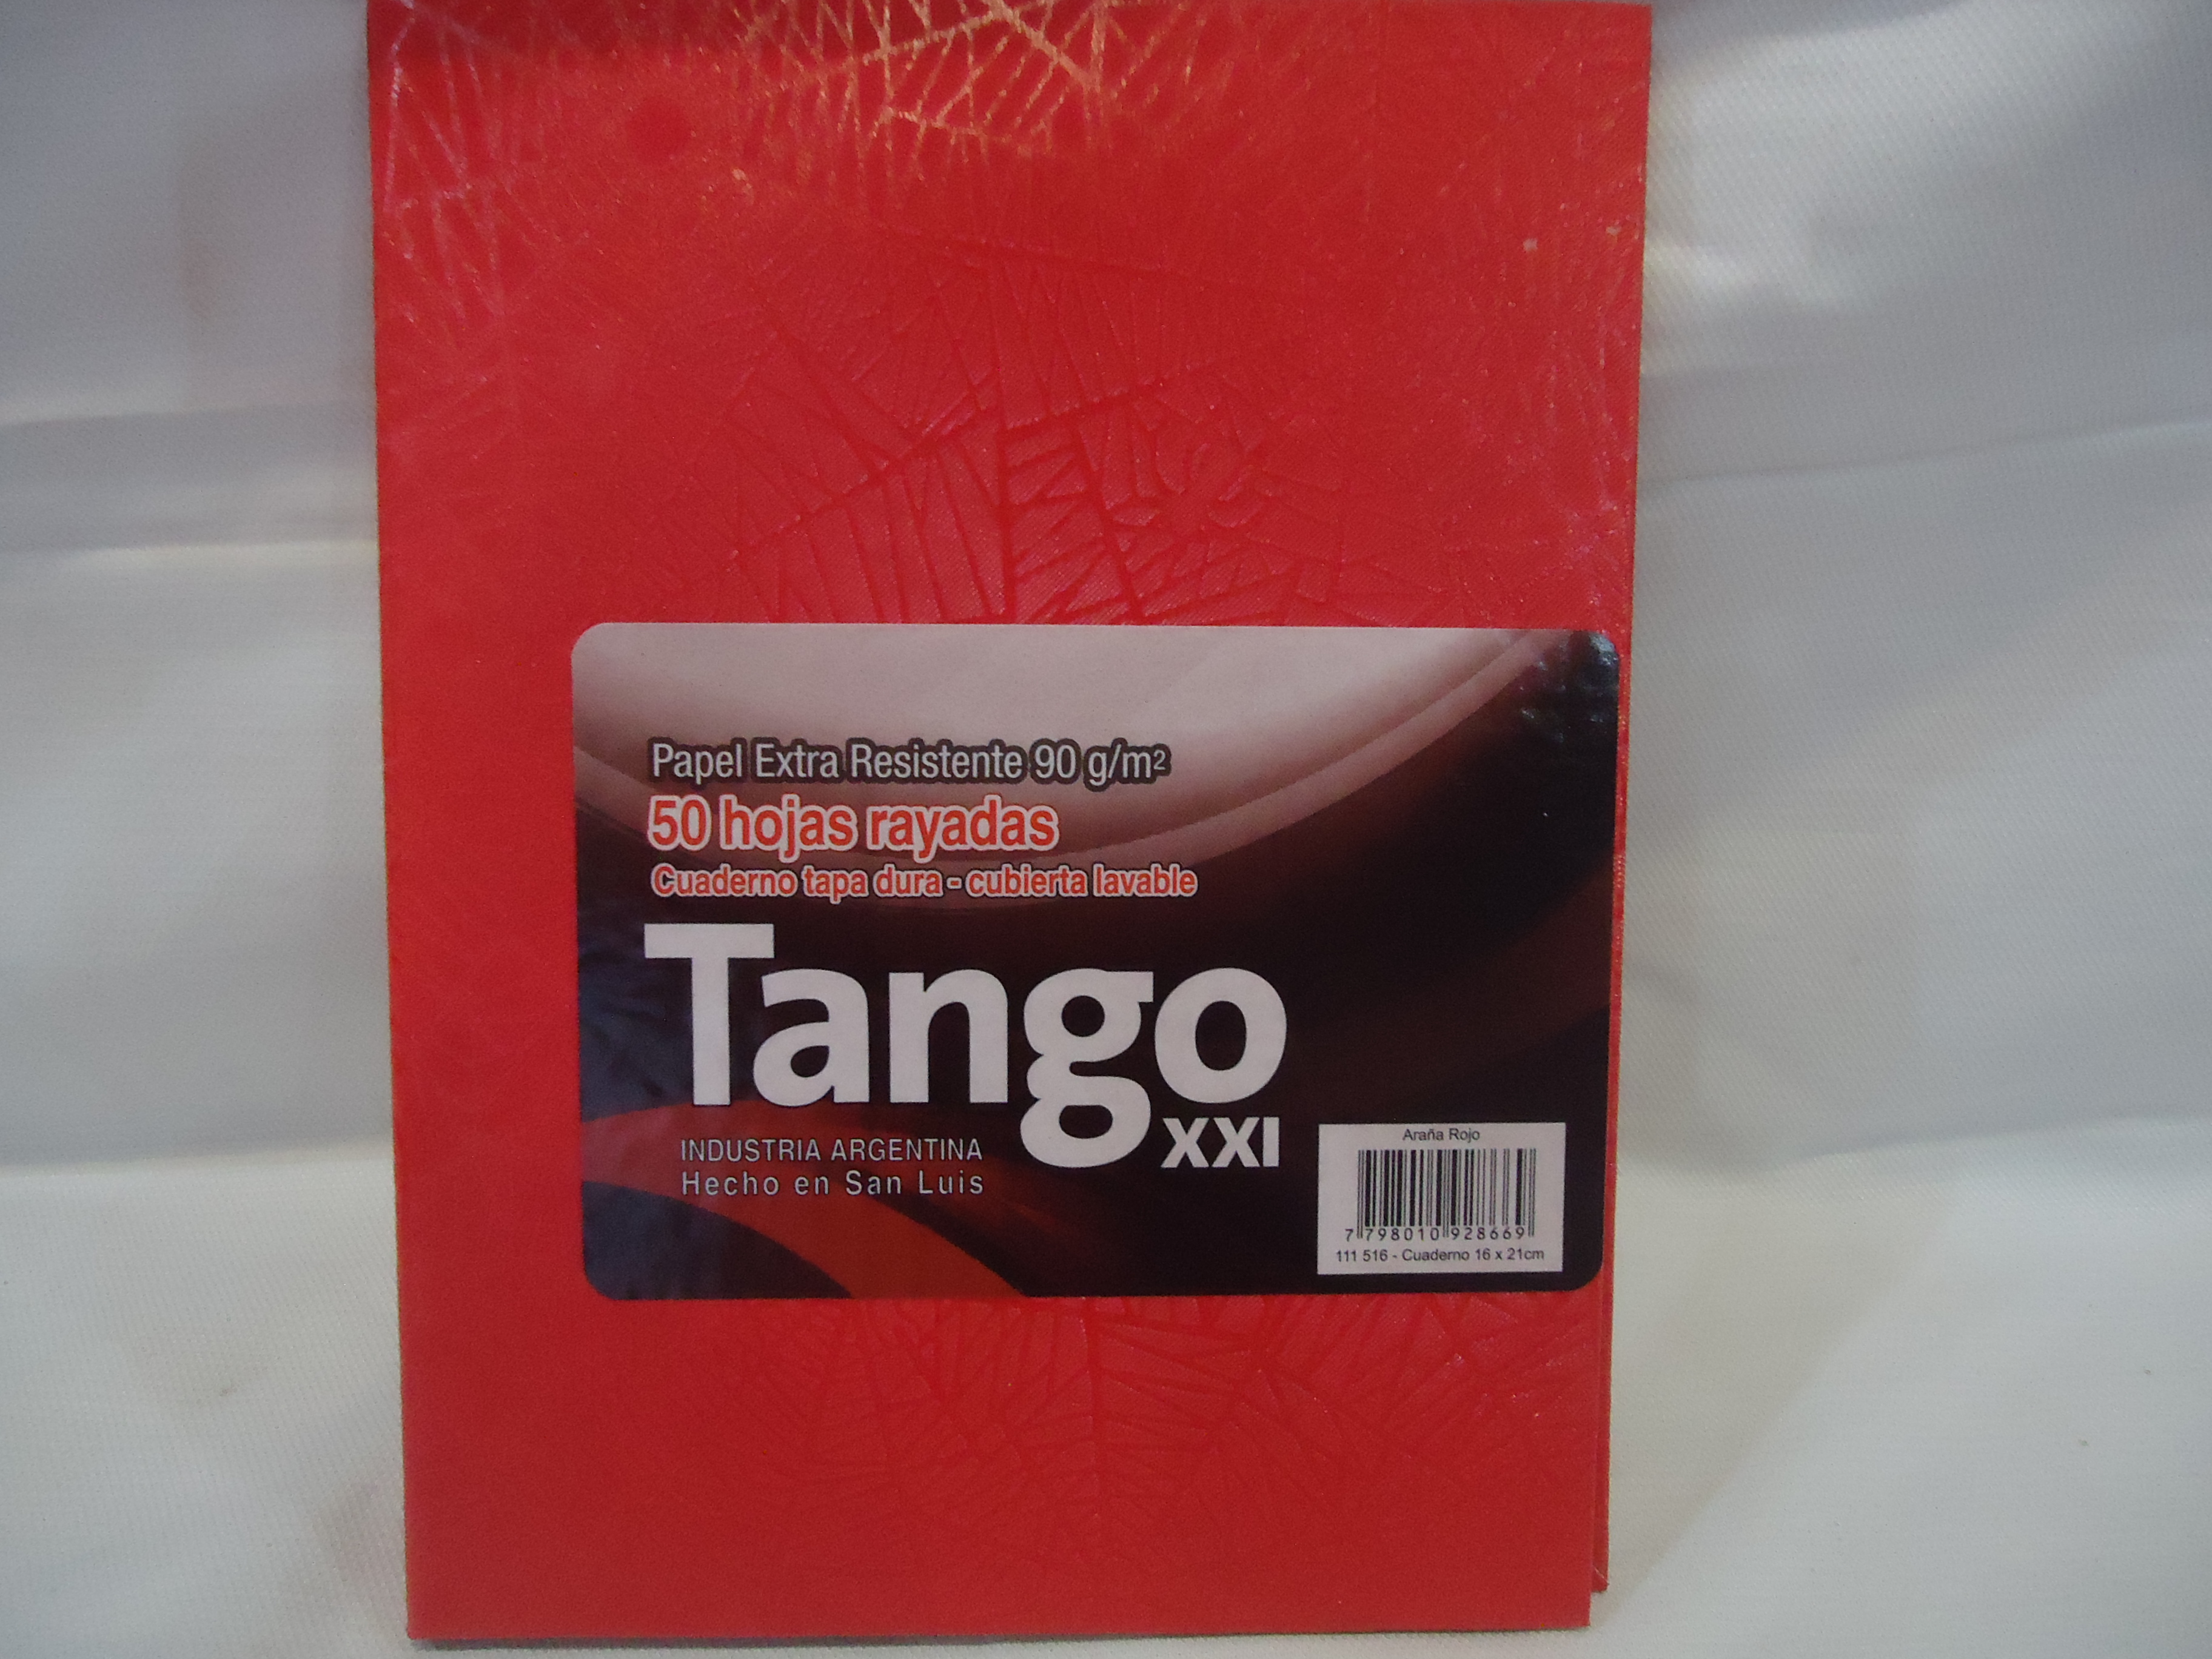 Papel Extra Resistente 90 g/m²
50 hojas rayadas
Cuaderno tapa dura - cubierta lavable
Tango
XXI
INDUSTRIA ARGENTINA
Hecho en San Luis
Araña Rojo
7 798010 928669
111 516 - Cuaderno 16 x 21cm